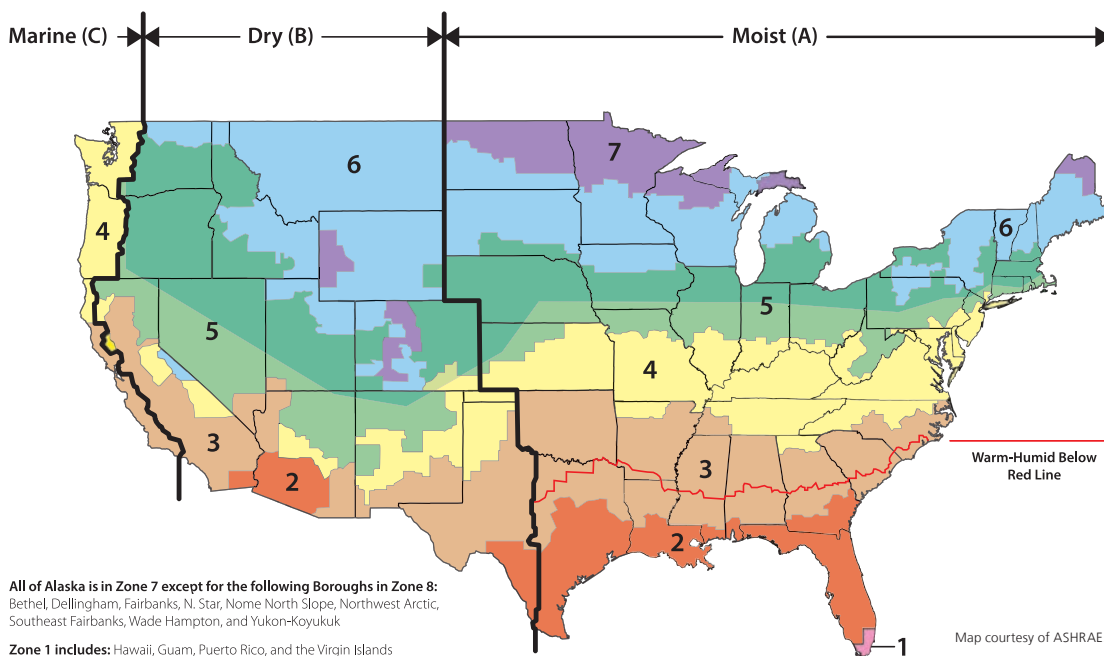 Marine (C)
Dry (B)
Moist (A)
7
6
6
4
5
5
4
3
3
2
2
Warm-Humid Below
Red Line
All of Alaska is in Zone 7 except for the following Boroughs in Zone 8:
Bethel, Dellingham, Fairbanks, N. Star, Nome North Slope, Northwest Arctic,
Southeast Fairbanks, Wade Hampton, and Yukon-Koyukuk
Zone 1 includes: Hawaii, Guam, Puerto Rico, and the Virgin Islands
1
Map courtesy of ASHRAE